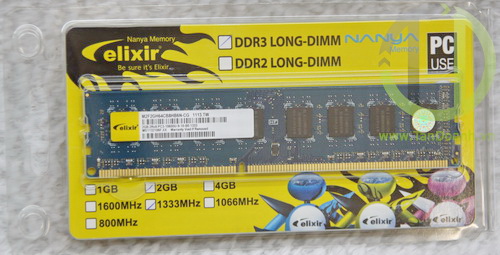 Nanya Memory
elixir
Be sure it's Elixir
DDR3 LONG-DIMM
DDR2 LONG-DIMM
NANYA
Memory
PC
USE
elixir
1GB 2GB 4GB
1600MHz 1333MHz 1066MHz
800MHz
elixir elixir elixir